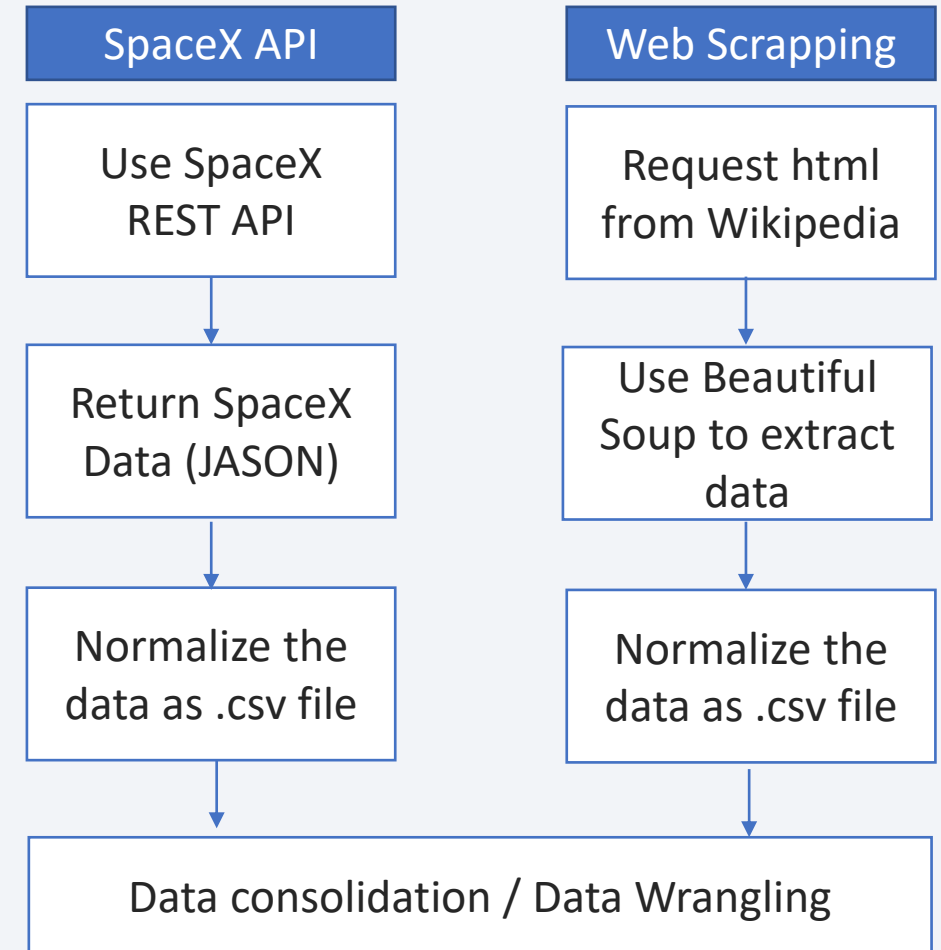 SpaceX API
Use SpaceX
REST API
Return SpaceX
Data (JASON)
Normalize the
data as .csv file
Web Scrapping
Request html
from Wikipedia
Use Beautiful
Soup to extract
data
Normalize the
data as .csv file
Data consolidation / Data Wrangling